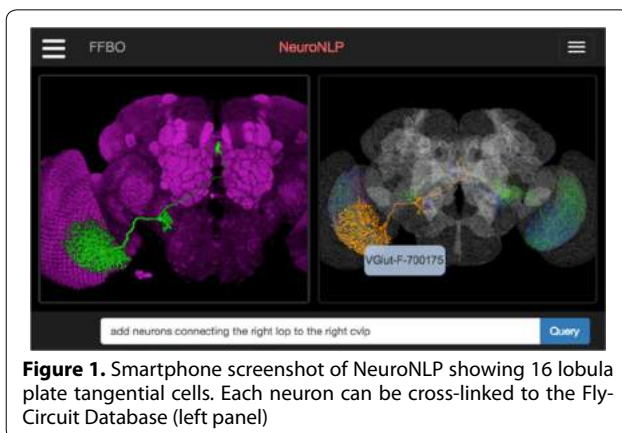 FFBO
NeuroNLP
VGlut-F-700175
add neurons connecting the right lop to the right cvlp
Query
Figure 1. Smartphone screenshot of NeuroNLP showing 16 lobula
plate tangential cells. Each neuron can be cross-linked to the Fly-
Circuit Database (left panel)